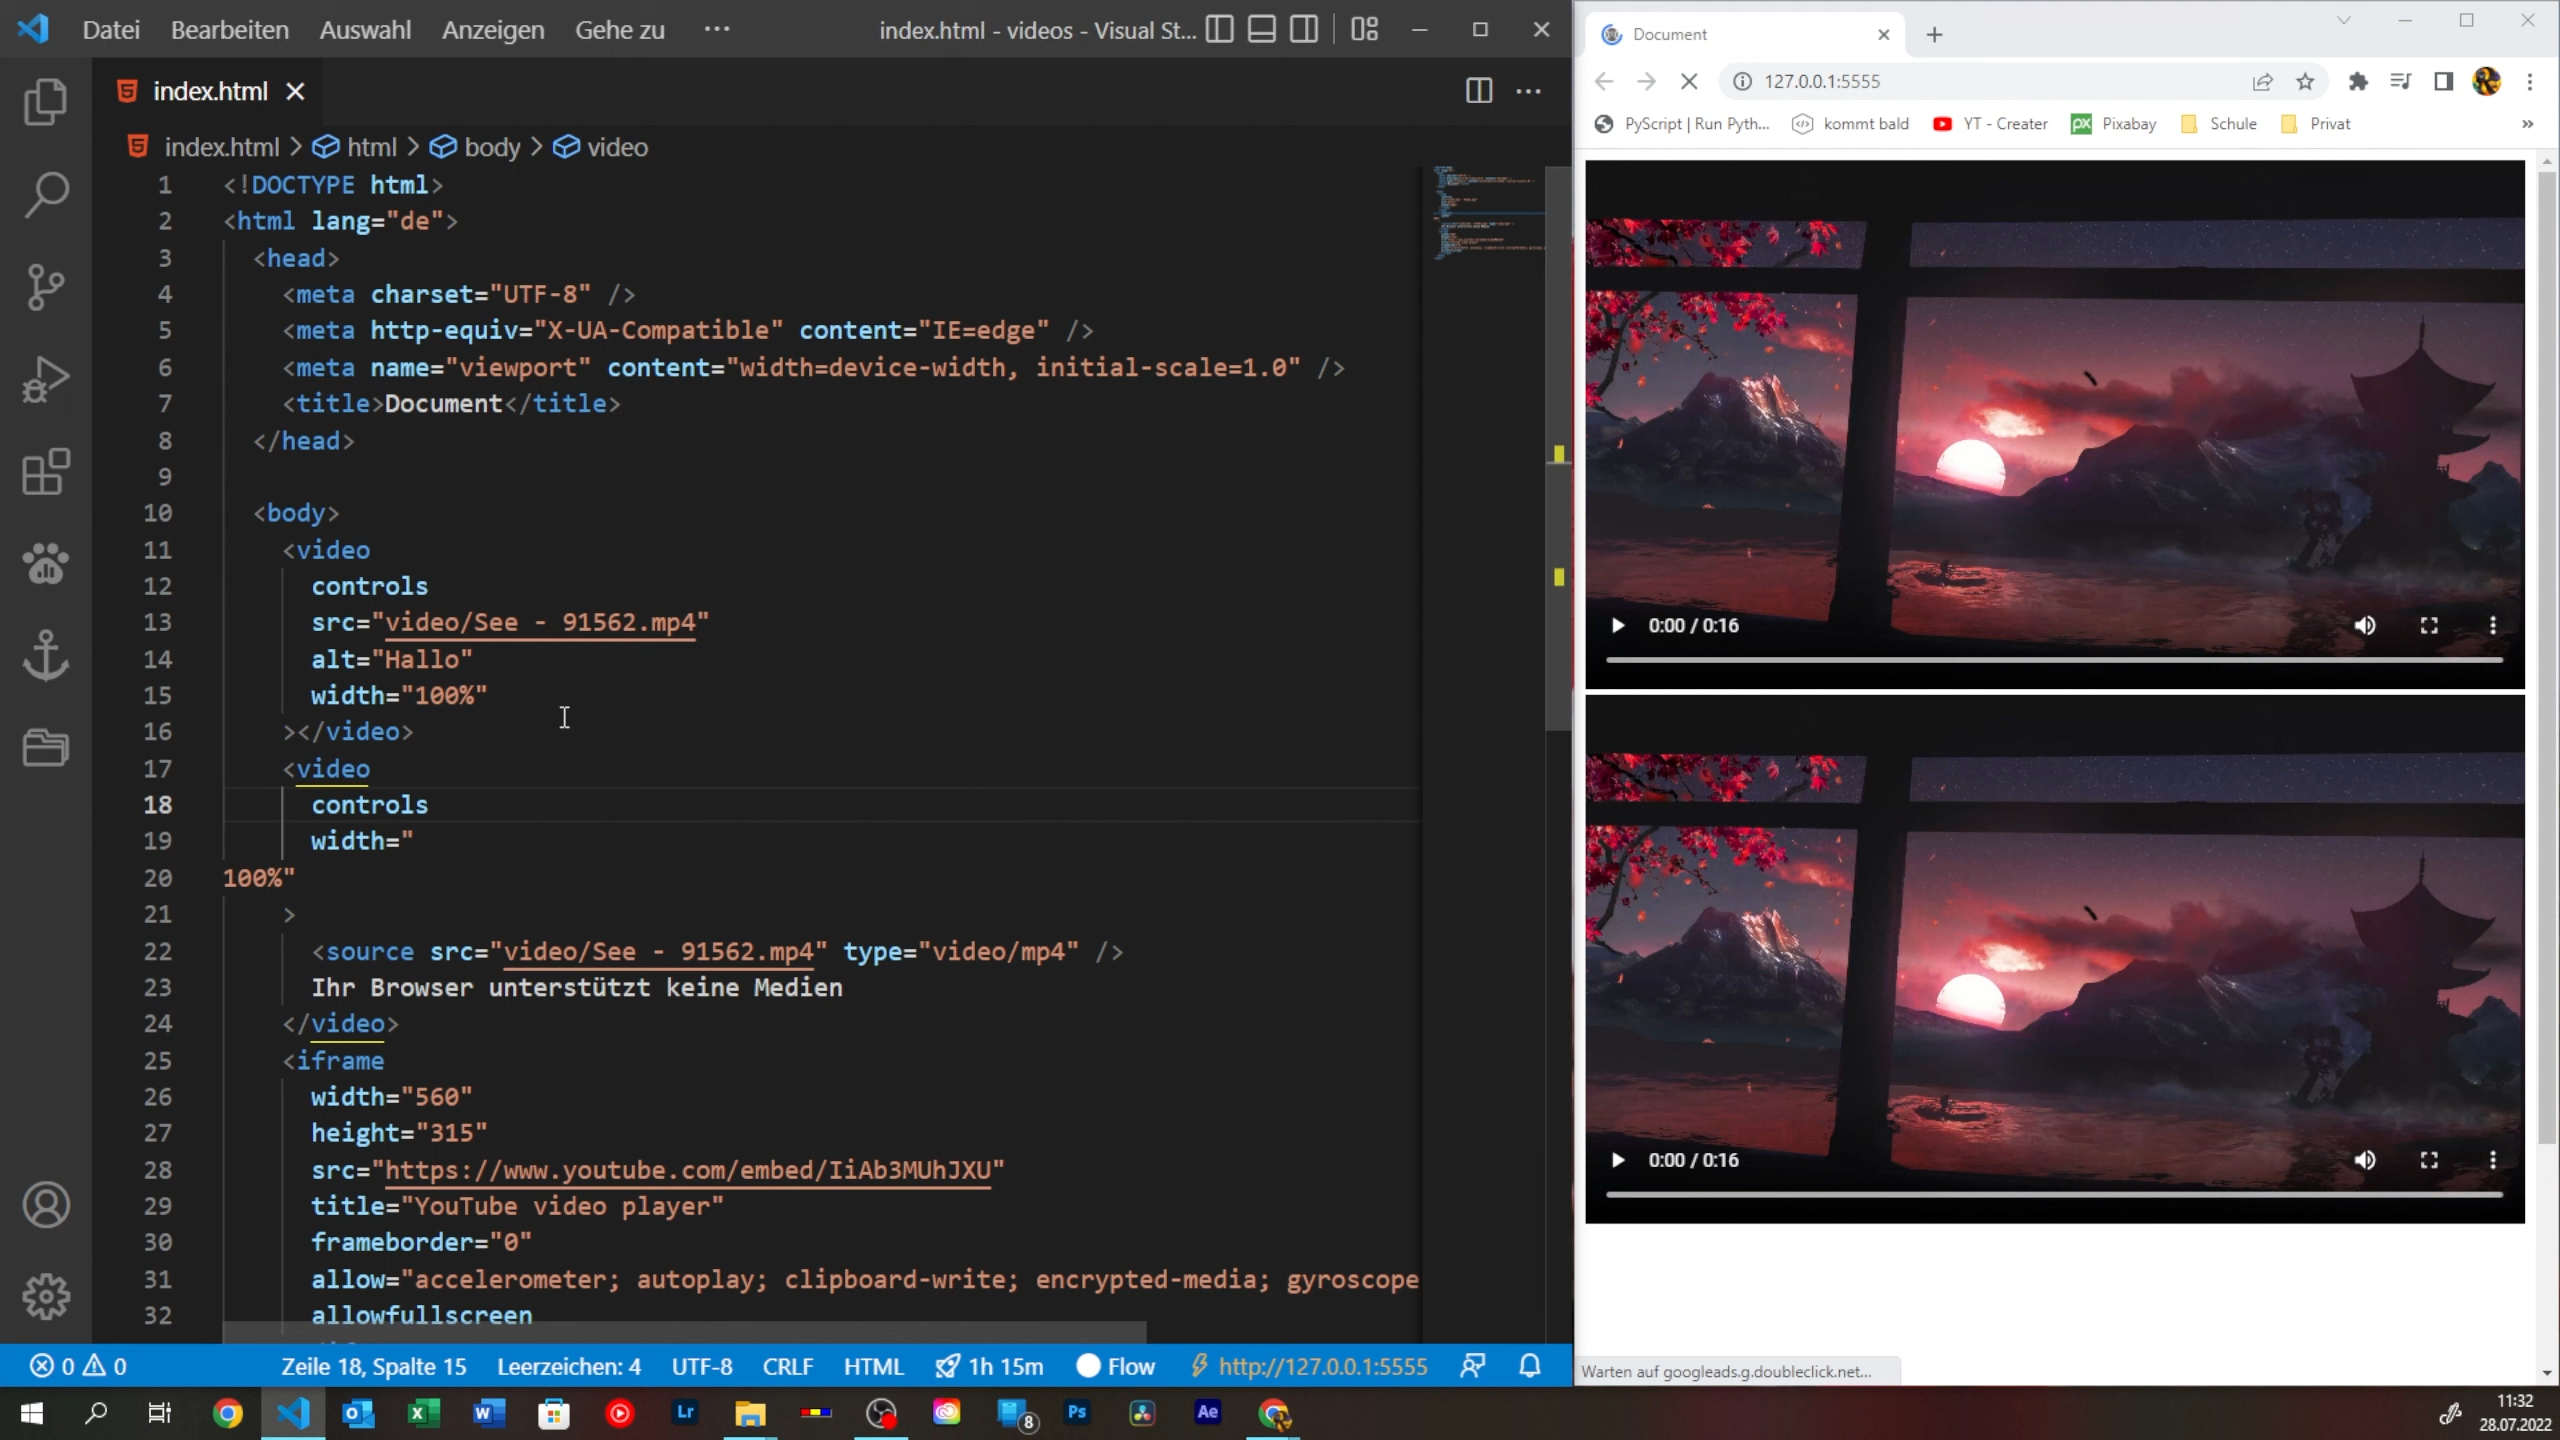 Datei Bearbeiten Auswahl Anzeigen Gehe zu ··· index.html - videos - Visual St...
index.html
index.html > html > body > video
1 <!DOCTYPE html>
2 <html lang="de">
3 <head>
4 <meta charset="UTF-8" />
5 <meta http-equiv="X-UA-Compatible" content="IE=edge" />
6 <meta name="viewport" content="width=device-width, initial-scale=1.0" />
7 <title>Document</title>
8 </head>
9
10 <body>
11 <video
12 controls
13 src="video/See - 91562.mp4"
14 alt="Hallo"
15 width="100%"
16 ></video>
17 <video
18 controls
19 width="
20 100%"
21 >
22 <source src="video/See - 91562.mp4" type="video/mp4" />
23 Ihr Browser unterstützt keine Medien
24 </video>
25 <iframe
26 width="560"
27 height="315"
28 src="https://www.youtube.com/embed/IiAb3MUhJXU"
29 title="YouTube video player"
30 frameborder="0"
31 allow="accelerometer; autoplay; clipboard-write; encrypted-media; gyroscope
32 allowfullscreen
0 0 Zeile 18, Spalte 15 Leerzeichen: 4 UTF-8 CRLF HTML 1h 15m Flow http://127.0.0.1:5555
Document
127.0.0.1:5555
PyScript | Run Pyth... kommt bald YT - Creater px Pixabay Schule Privat »
0:00 / 0:16
0:00 / 0:16
Warten auf googleads.g.doubleclick.net...
Lr 8 Ps Ae
11:32
28.07.2022